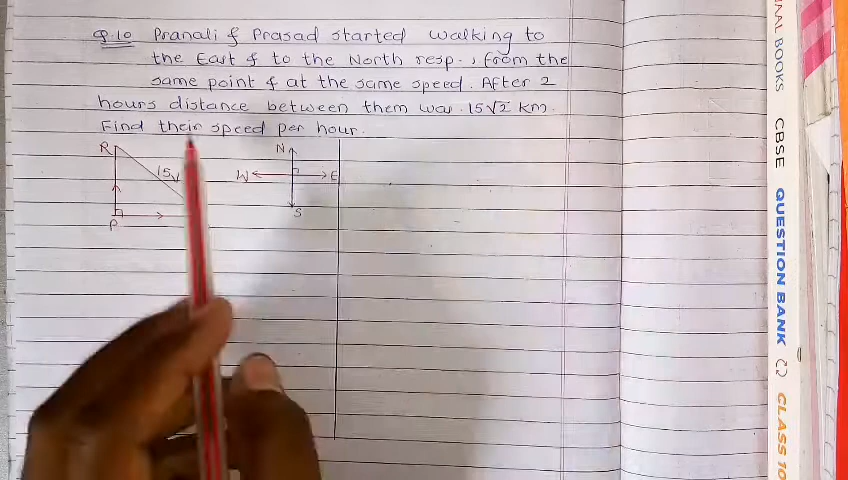 Q.10 Pranali & Prasad started walking to
the East & to the North resp., from the
same point & at the same speed. After 2
hours distance between them was 15√2 km.
Find their speed per hour.
R N
15√ W E
S
P
NAAL BOOKS CBSE QUESTION BANK CLASS 10